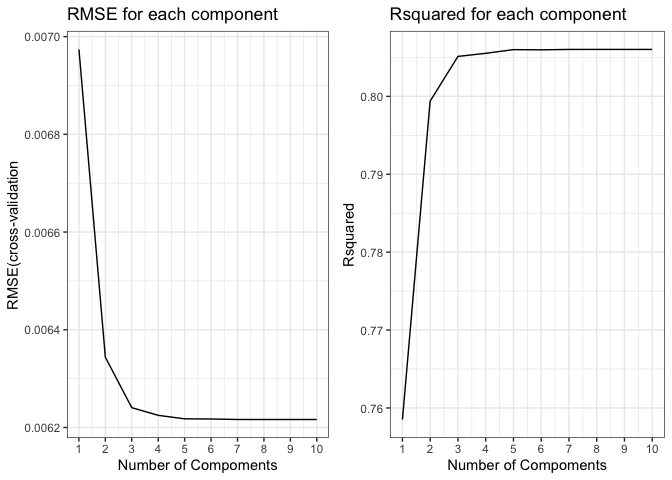 RMSE for each component
0.0070
0.0068
0.0066
0.0064
0.0062
RMSE(cross-validation
1 2 3 4 5 6 7 8 9 10
Number of Compoments
Rsquared for each component
0.80
0.79
0.78
0.77
0.76
Rsquared
1 2 3 4 5 6 7 8 9 10
Number of Compoments